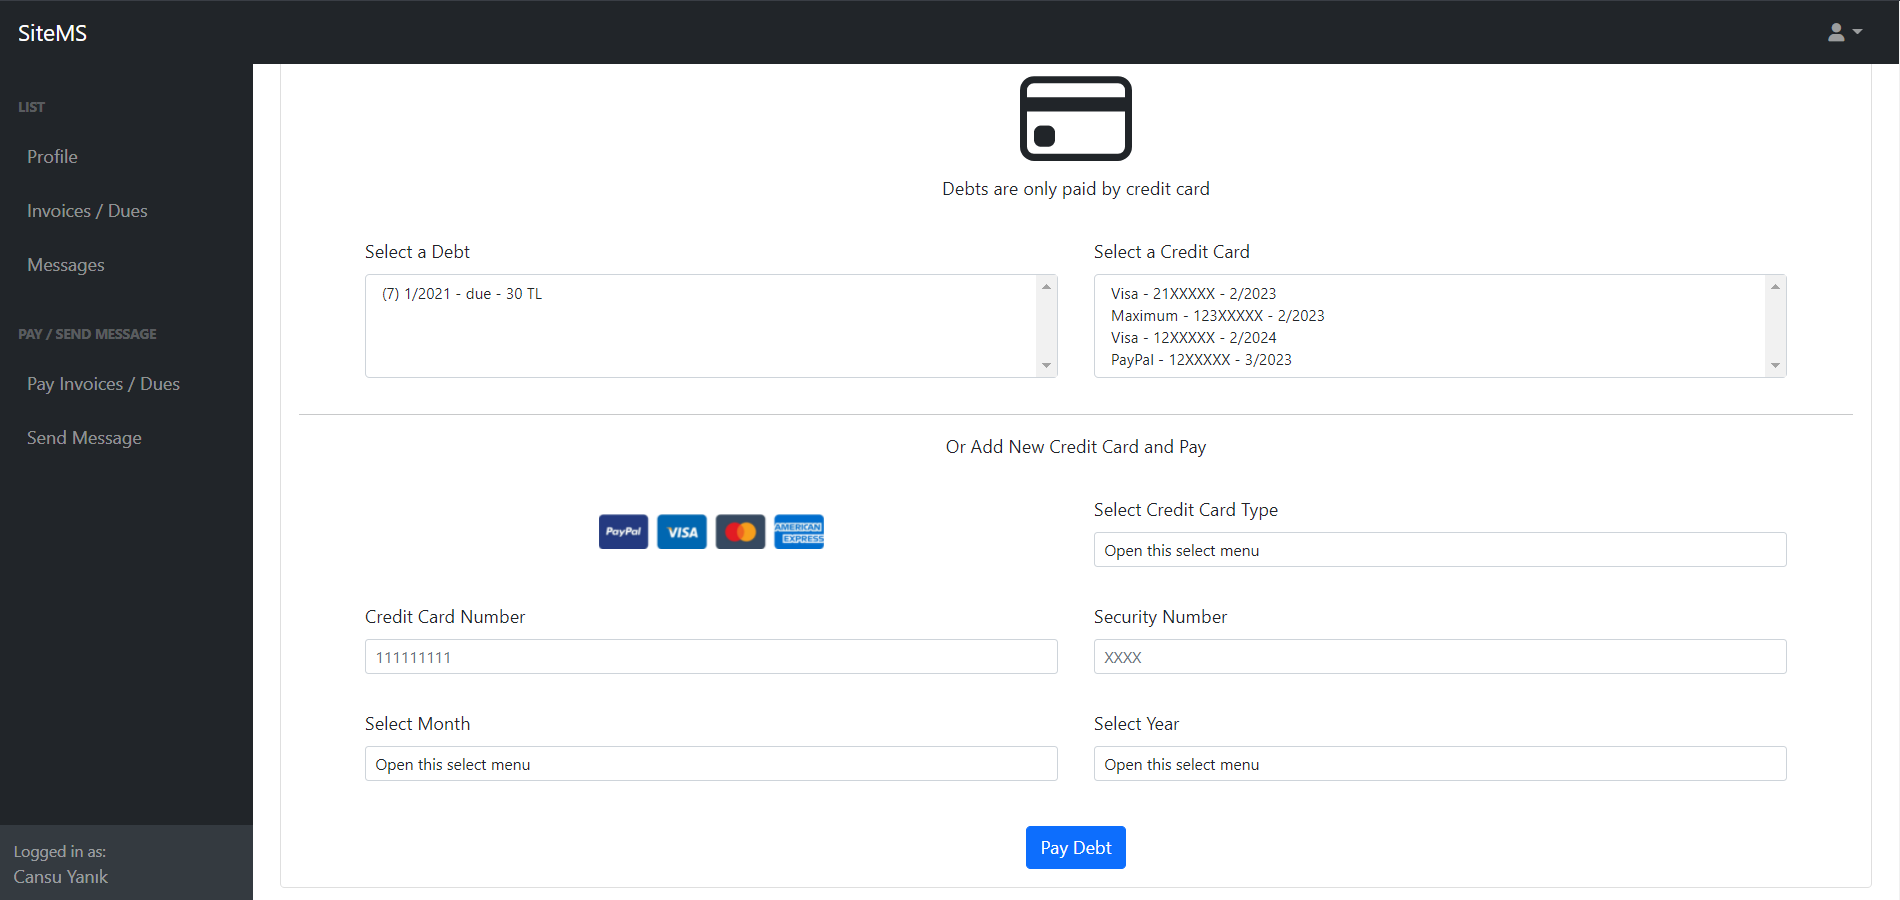 SiteMS
LIST
Profile
Invoices / Dues
Messages
PAY / SEND MESSAGE
Pay Invoices / Dues
Send Message
Logged in as:
Cansu Yanık
Debts are only paid by credit card
Select a Debt
(7) 1/2021 - due - 30 TL
Select a Credit Card
Visa - 21XXXXX - 2/2023
Maximum - 123XXXXX - 2/2023
Visa - 12XXXXX - 2/2024
PayPal - 12XXXXX - 3/2023
Or Add New Credit Card and Pay
PayPal
VISA
AMERICAN
EXPRESS
Select Credit Card Type
Open this select menu
Credit Card Number
111111111
Security Number
XXXX
Select Month
Open this select menu
Select Year
Open this select menu
Pay Debt